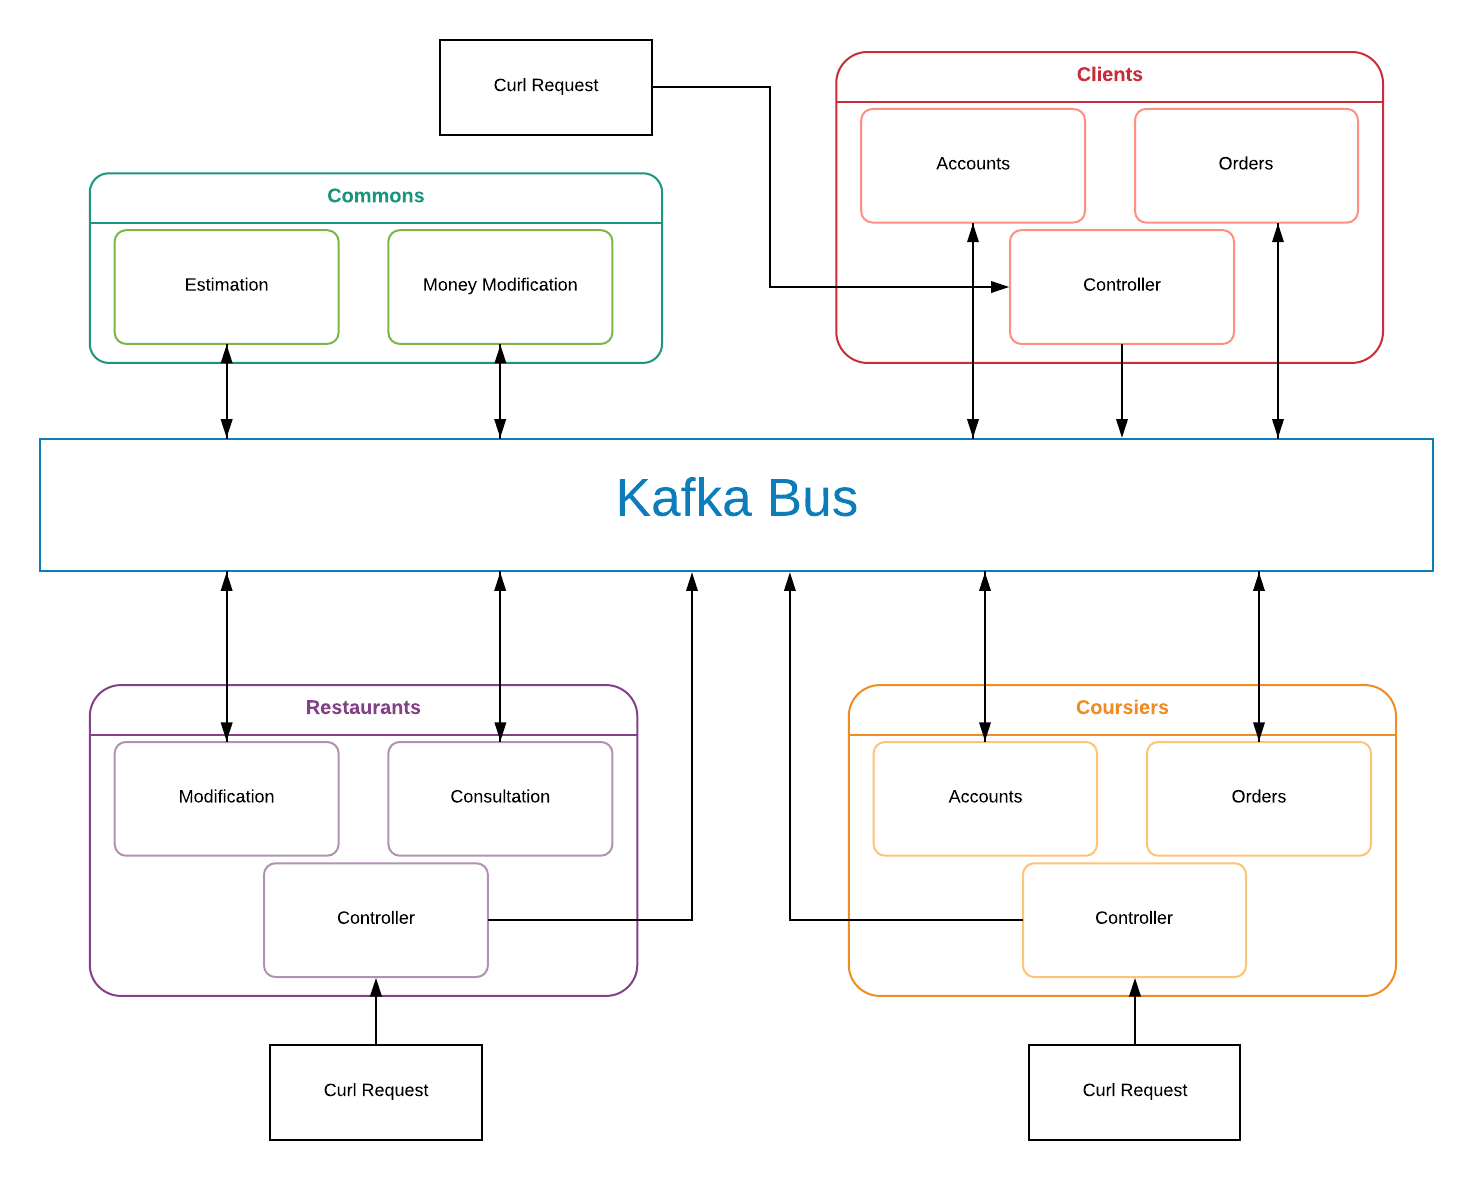 Curl Request
Clients
Accounts
Orders
Controller
Commons
Estimation
Money Modification
Kafka Bus
Restaurants
Modification
Consultation
Controller
Coursiers
Accounts
Orders
Controller
Curl Request
Curl Request